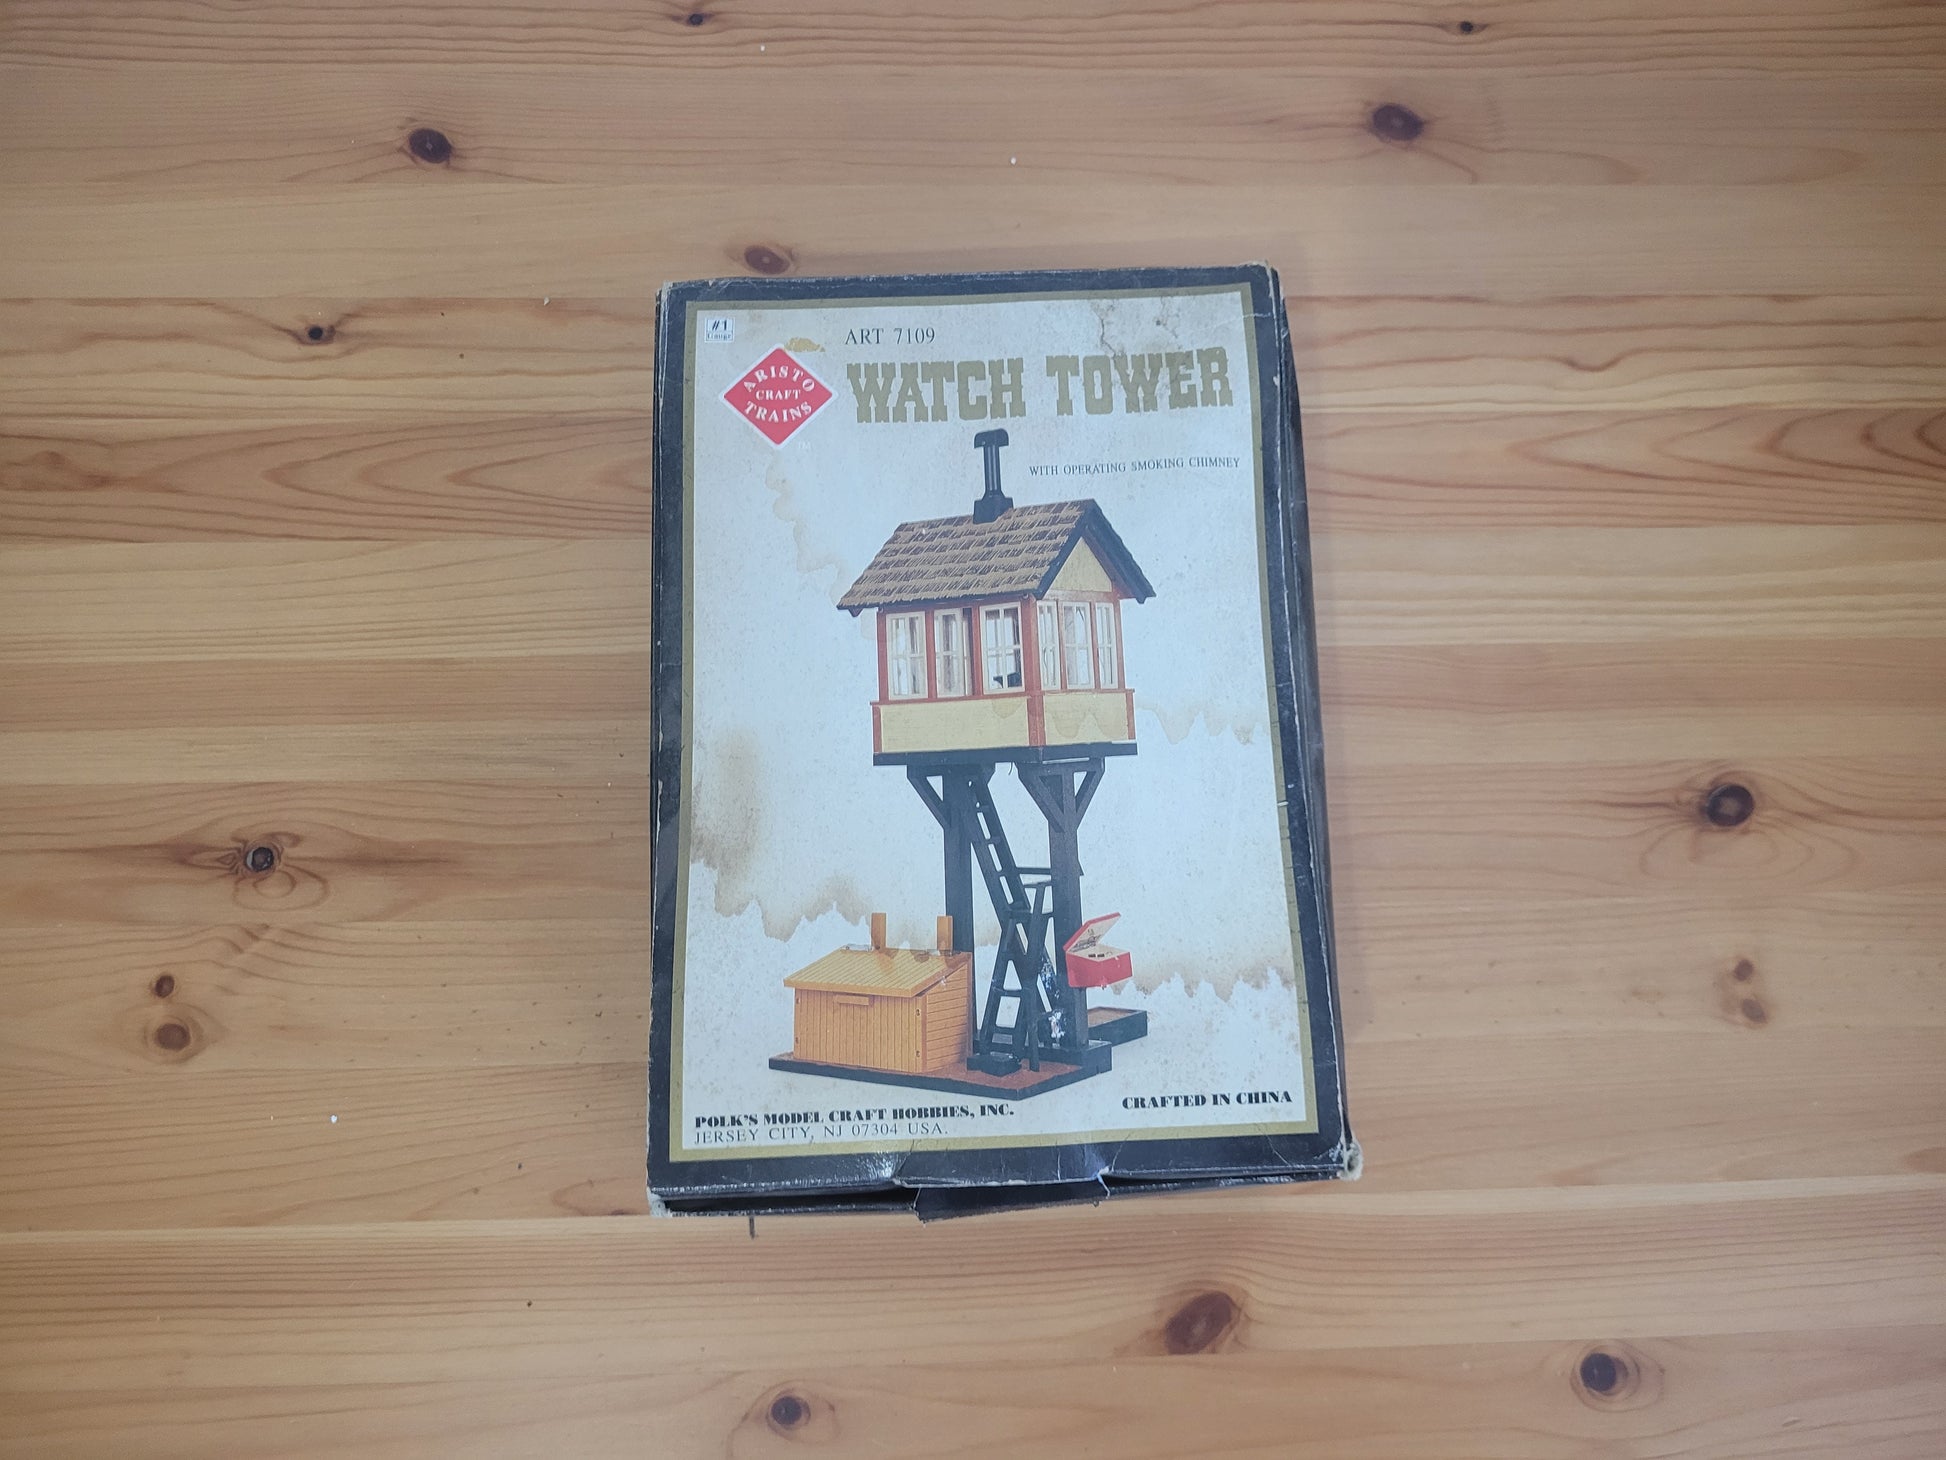 #1
Gauge
ART 7109
ARISTO
CRAFT
TRAINS
TM
WATCH TOWER
WITH OPERATING SMOKING CHIMNEY
POLK'S MODEL CRAFT HOBBIES, INC.
JERSEY CITY, NJ 07304 USA.
CRAFTED IN CHINA